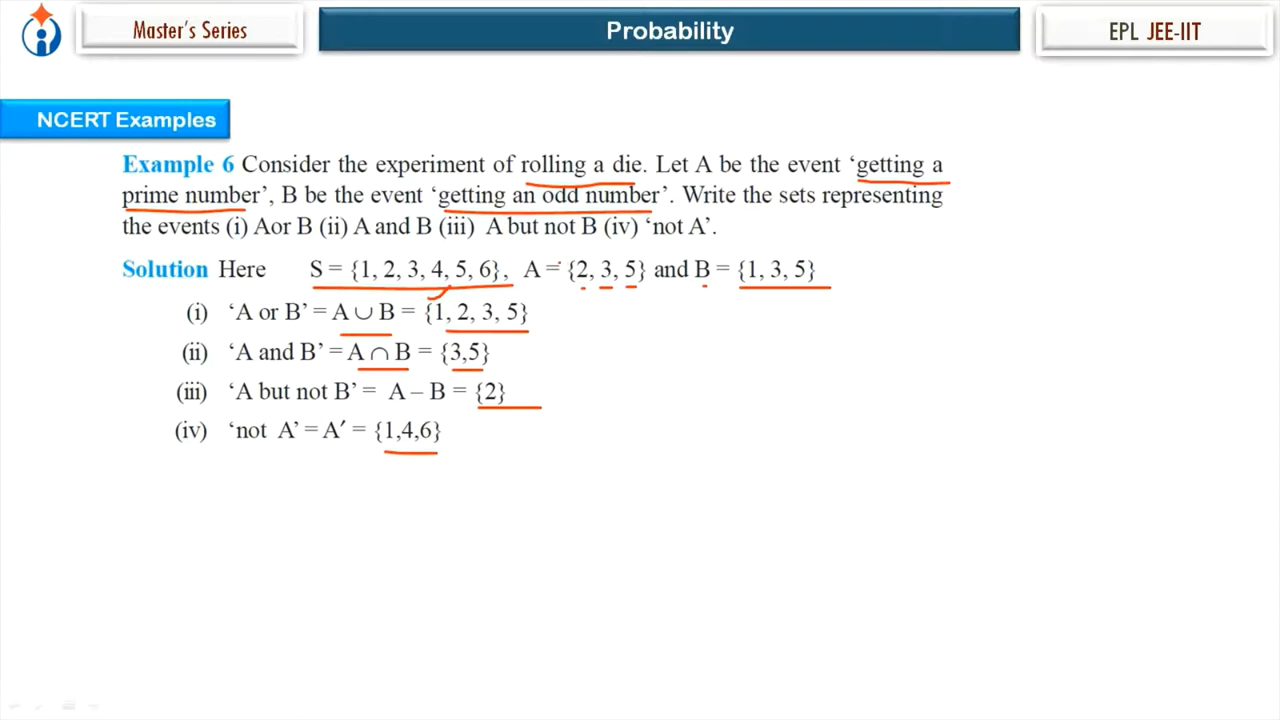 Master's Series
Probability
EPL JEE-IIT
NCERT Examples
Example 6 Consider the experiment of rolling a die. Let A be the event ‘getting a
prime number’, B be the event ‘getting an odd number’. Write the sets representing
the events (i) Aor B (ii) A and B (iii) A but not B (iv) ‘not A’.
Solution Here S = {1, 2, 3, 4, 5, 6}, A = {2, 3, 5} and B = {1, 3, 5}
(i) ‘A or B’ = A ∪ B = {1, 2, 3, 5}
(ii) ‘A and B’ = A ∩ B = {3,5}
(iii) ‘A but not B’ = A – B = {2}
(iv) ‘not A’ = A′ = {1,4,6}